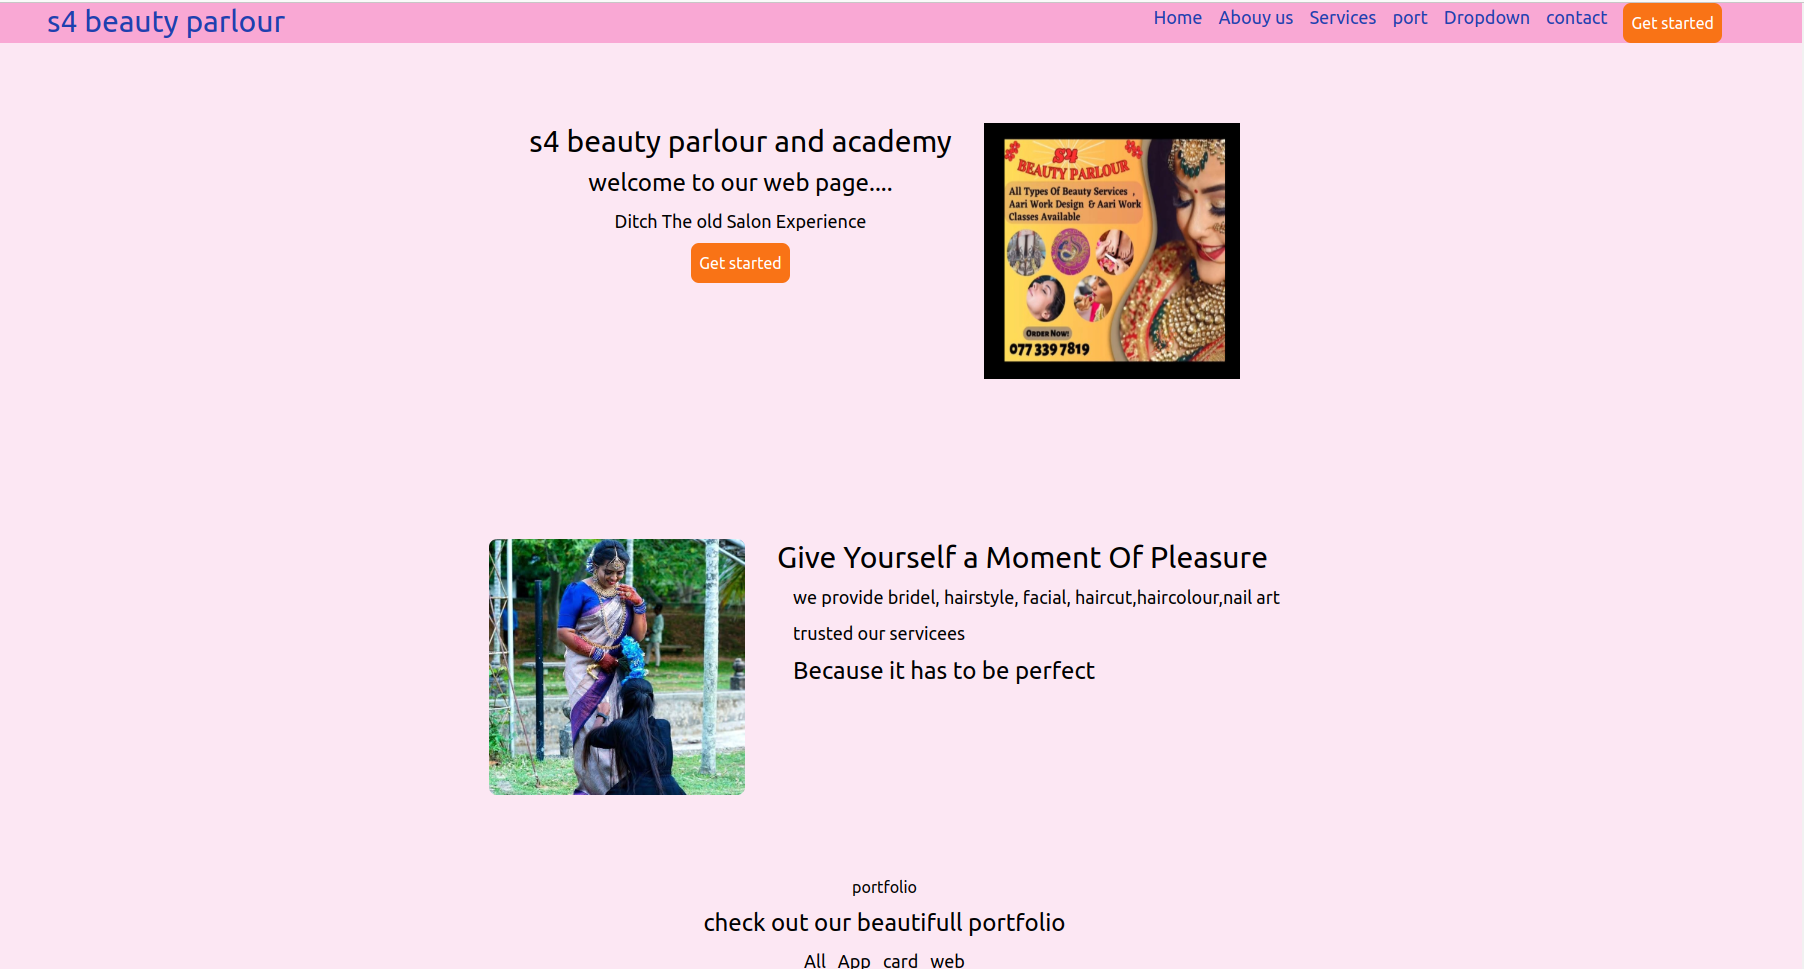 s4 beauty parlour
Home Abouy us Services port Dropdown contact Get started
s4 beauty parlour and academy
welcome to our web page....
Ditch The old Salon Experience
Get started
S4
BEAUTY PARLOUR
All Types Of Beauty Services ,
Aari Work Design & Aari Work
Classes Available
ORDER NOW!
077 339 7819
Give Yourself a Moment Of Pleasure
we provide bridel, hairstyle, facial, haircut,haircolour,nail art
trusted our servicees
Because it has to be perfect
portfolio
check out our beautifull portfolio
All App card web